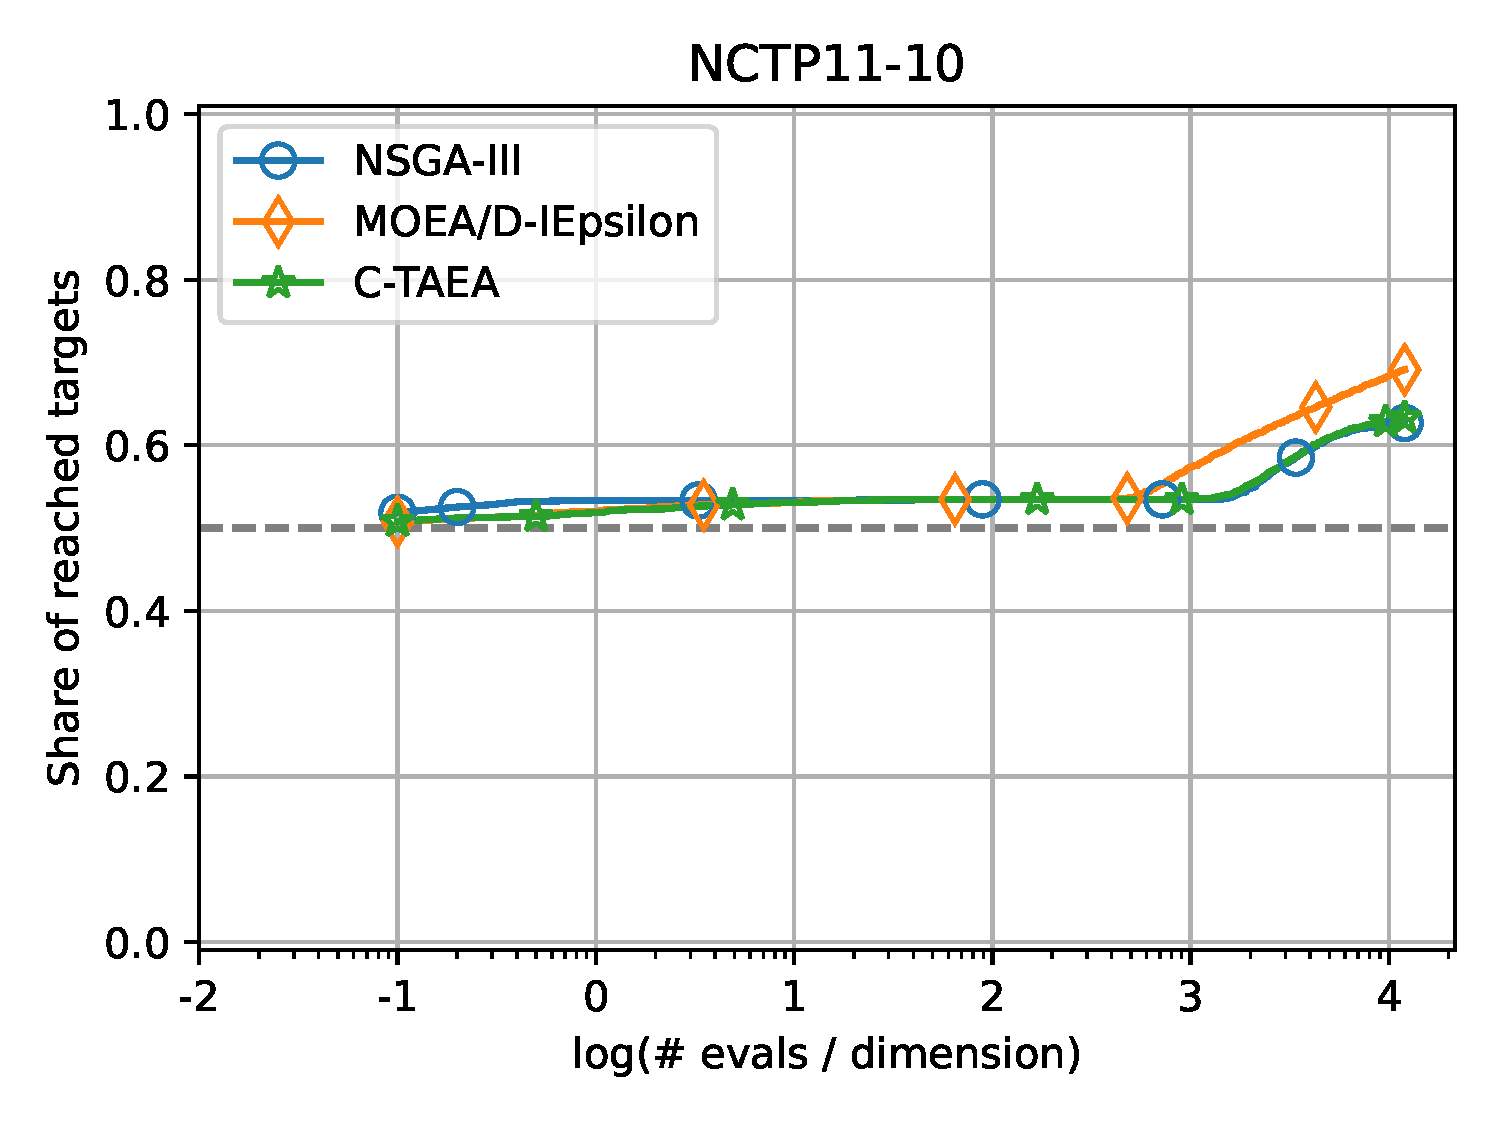 NCTP11-10
NSGA-III
MOEA/D-IEpsilon
C-TAEA
Share of reached targets
1.0
0.8
0.6
0.4
0.2
0.0
-2 -1 0 1 2 3 4
log(# evals / dimension)